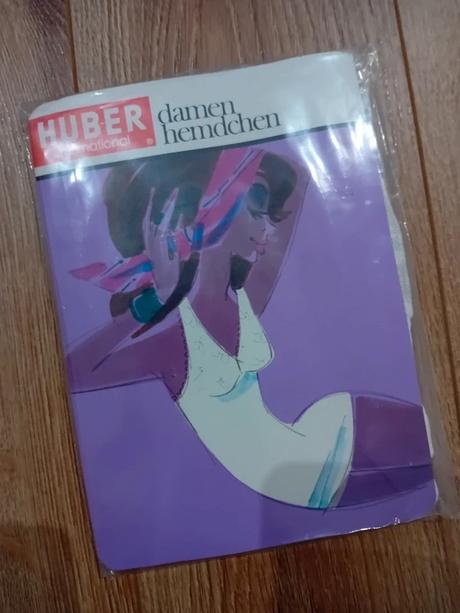 HUBER
international ®
damen
hemdchen